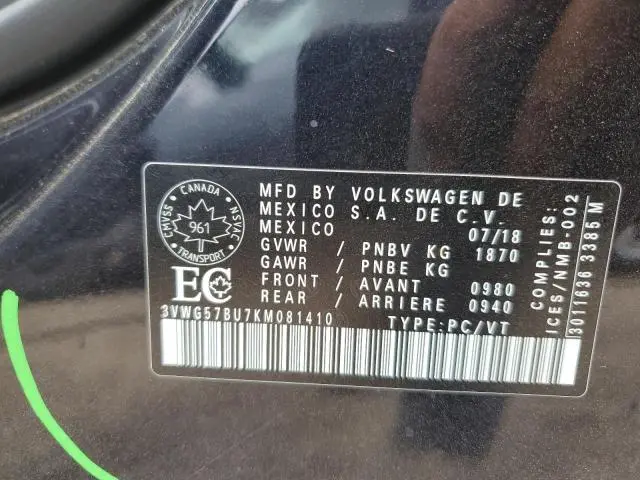 CANADA
CMVSS
NSVAC
961
TRANSPORT
EC
MFD BY VOLKSWAGEN DE
MEXICO S.A. DE C.V.
MEXICO 07/18
GVWR / PNBV KG 1870
GAWR / PNBE KG
FRONT / AVANT 0980
REAR / ARRIERE 0940
3VWG57BU7KM081410 TYPE:PC/VT
COMPLIES:
ICES/NMB-002
3011636 3385 M